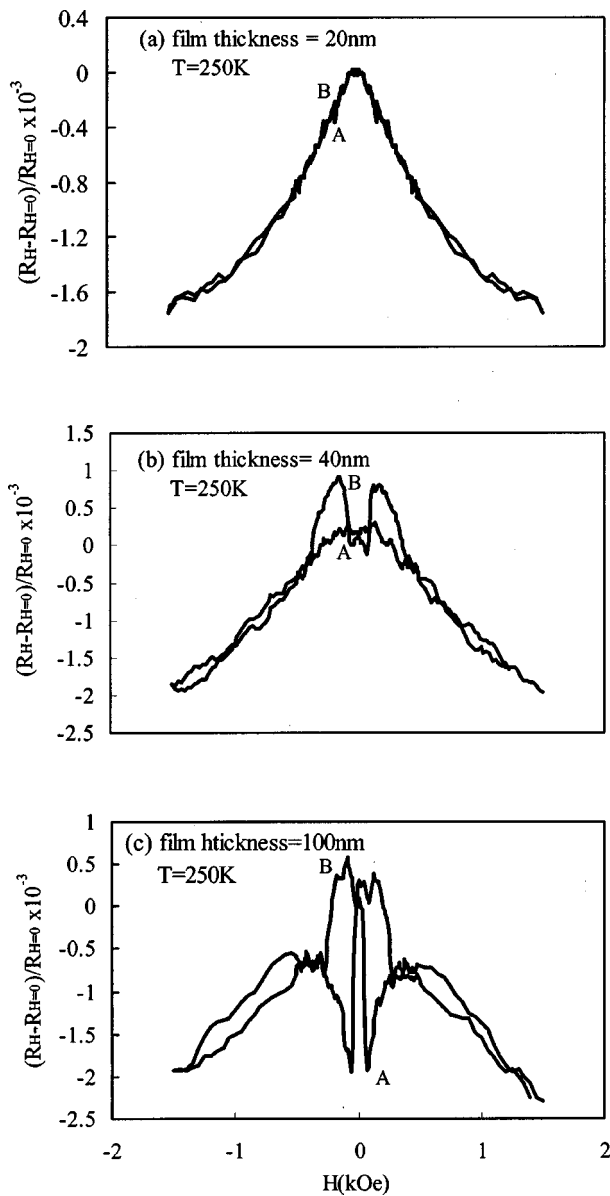 (a) film thickness = 20nm
T=250K
B
A
0.4
0
-0.4
-0.8
-1.2
-1.6
-2
(RH-RH=0)/RH=0 x10-3
(b) film thickness= 40nm
T=250K
B
A
1.5
1
0.5
0
-0.5
-1
-1.5
-2
-2.5
(RH-RH=0)/RH=0 x10-3
(c) film htickness=100nm
T=250K
B
A
1
0.5
0
-0.5
-1
-1.5
-2
-2.5
(RH-RH=0)/RH=0 x10-3
-2 -1 0 1 2
H(kOe)